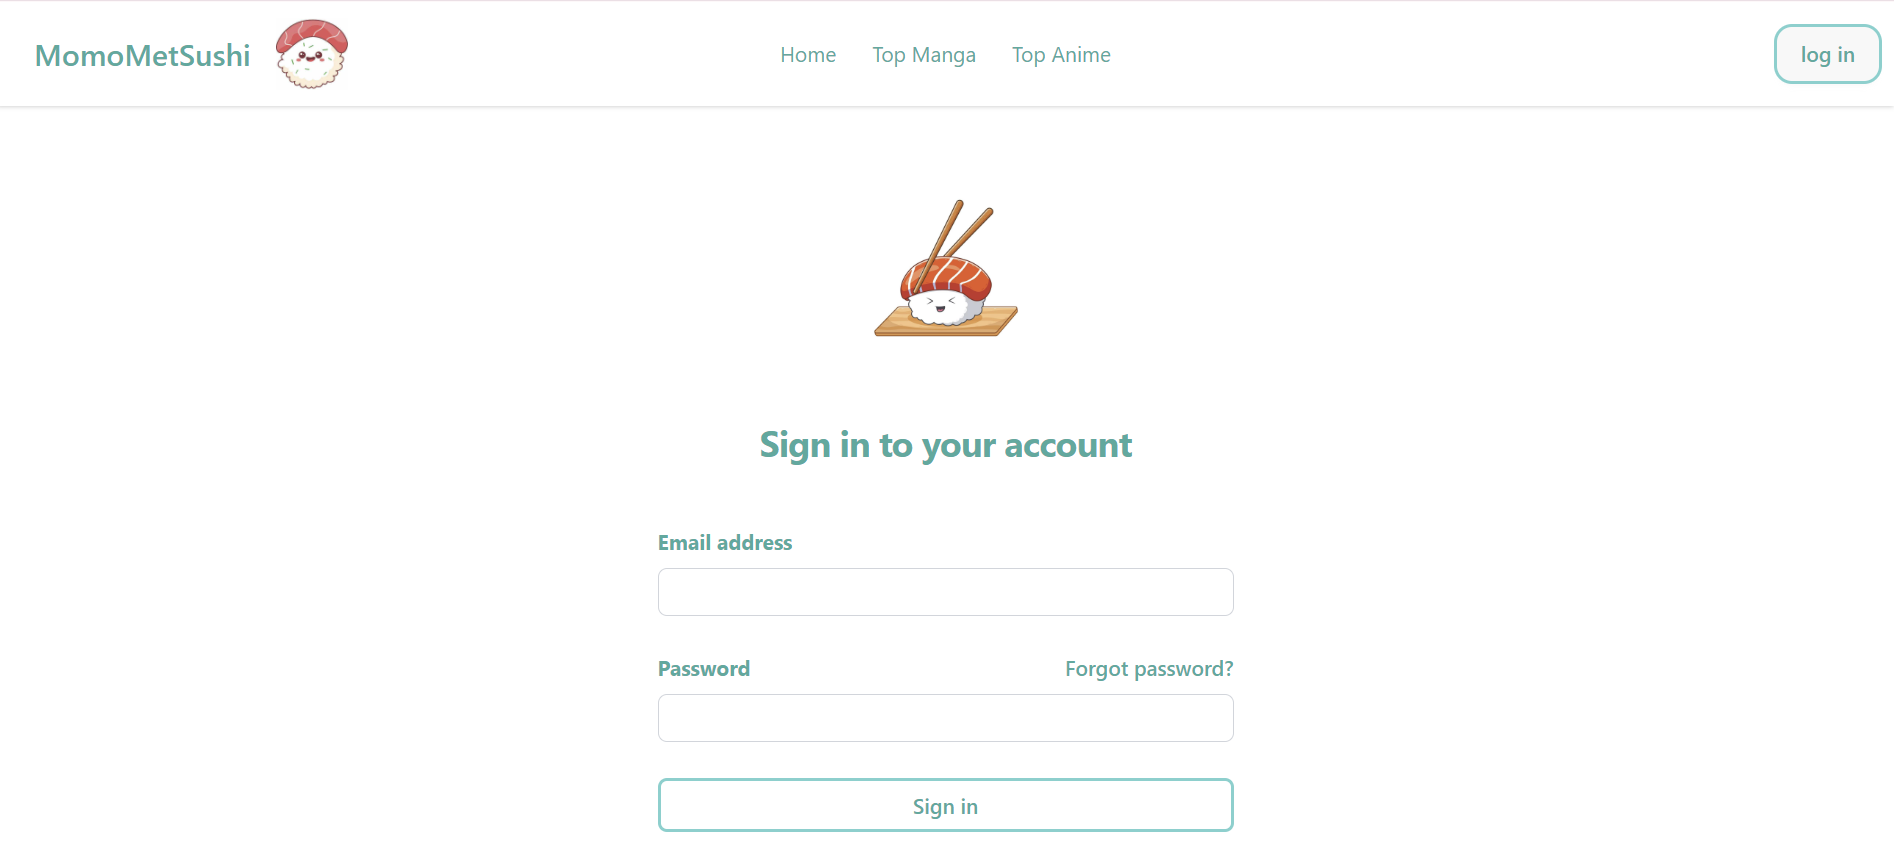 MomoMetSushi
Home Top Manga Top Anime
log in
Sign in to your account
Email address
Password Forgot password?
Sign in